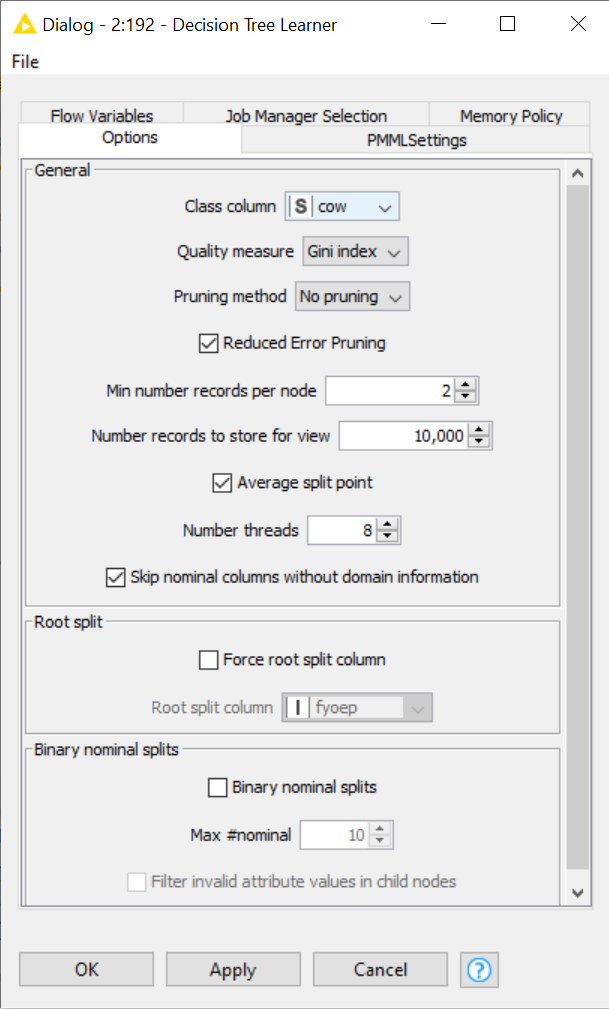 Dialog - 2:192 - Decision Tree Learner
File
Flow Variables Job Manager Selection Memory Policy
Options PMMLSettings
General
Class column S cow
Quality measure Gini index
Pruning method No pruning
Reduced Error Pruning
Min number records per node 2
Number records to store for view 10,000
Average split point
Number threads 8
Skip nominal columns without domain information
Root split
Force root split column
Root split column I fyoep
Binary nominal splits
Binary nominal splits
Max #nominal 10
Filter invalid attribute values in child nodes
OK Apply Cancel ?